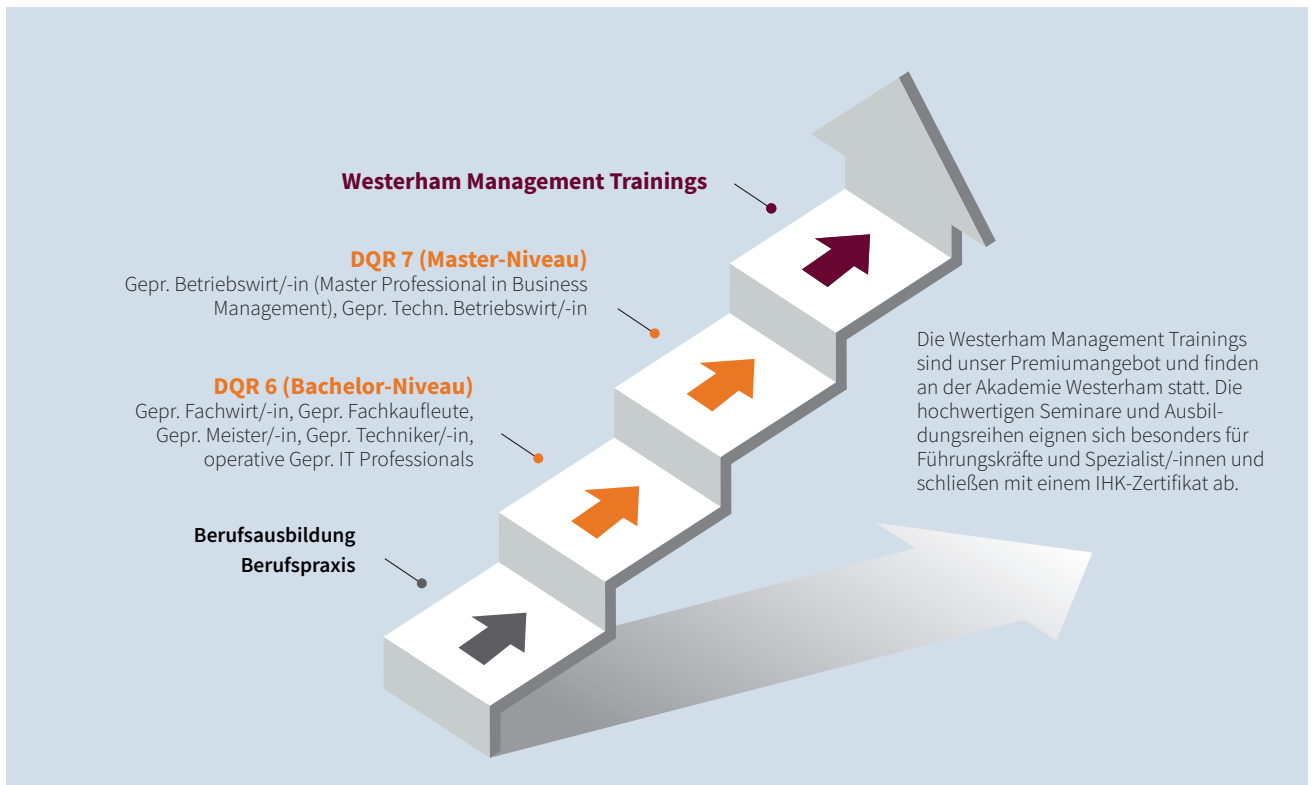 Westerham Management Trainings
DQR 7 (Master-Niveau)
Gepr. Betriebswirt/-in (Master Professional in Business
Management), Gepr. Techn. Betriebswirt/-in
DQR 6 (Bachelor-Niveau)
Gepr. Fachwirt/-in, Gepr. Fachkaufleute,
Gepr. Meister/-in, Gepr. Techniker/-in,
operative Gepr. IT Professionals
Berufsausbildung
Berufspraxis
Die Westerham Management Trainings
sind unser Premiumangebot und finden
an der Akademie Westerham statt. Die
hochwertigen Seminare und Ausbil-
dungsreihen eignen sich besonders für
Führungskräfte und Spezialist/-innen und
schließen mit einem IHK-Zertifikat ab.